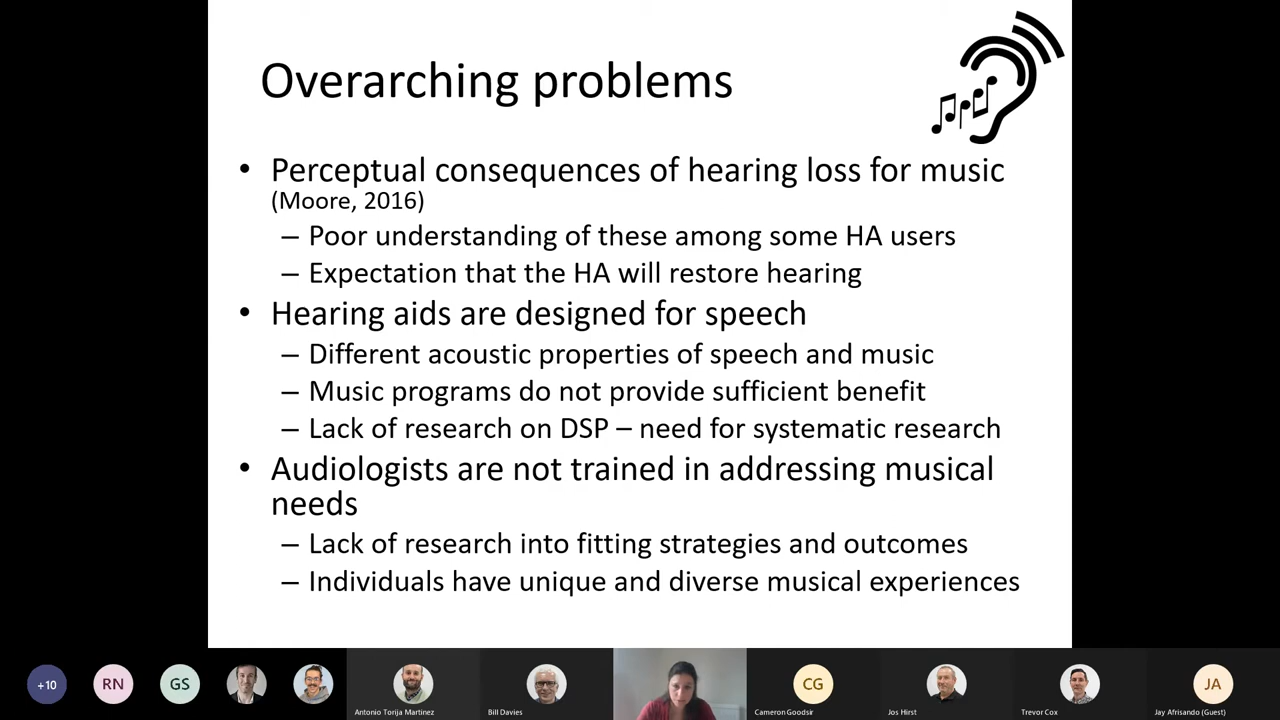 Overarching problems
• Perceptual consequences of hearing loss for music
(Moore, 2016)
– Poor understanding of these among some HA users
– Expectation that the HA will restore hearing
• Hearing aids are designed for speech
– Different acoustic properties of speech and music
– Music programs do not provide sufficient benefit
– Lack of research on DSP – need for systematic research
• Audiologists are not trained in addressing musical
needs
– Lack of research into fitting strategies and outcomes
– Individuals have unique and diverse musical experiences
+10
RN
GS
CG
JA
Antonio Torija Martinez
Bill Davies
Cameron Goodsir
Jos Hirst
Trevor Cox
Jay Afrisando (Guest)